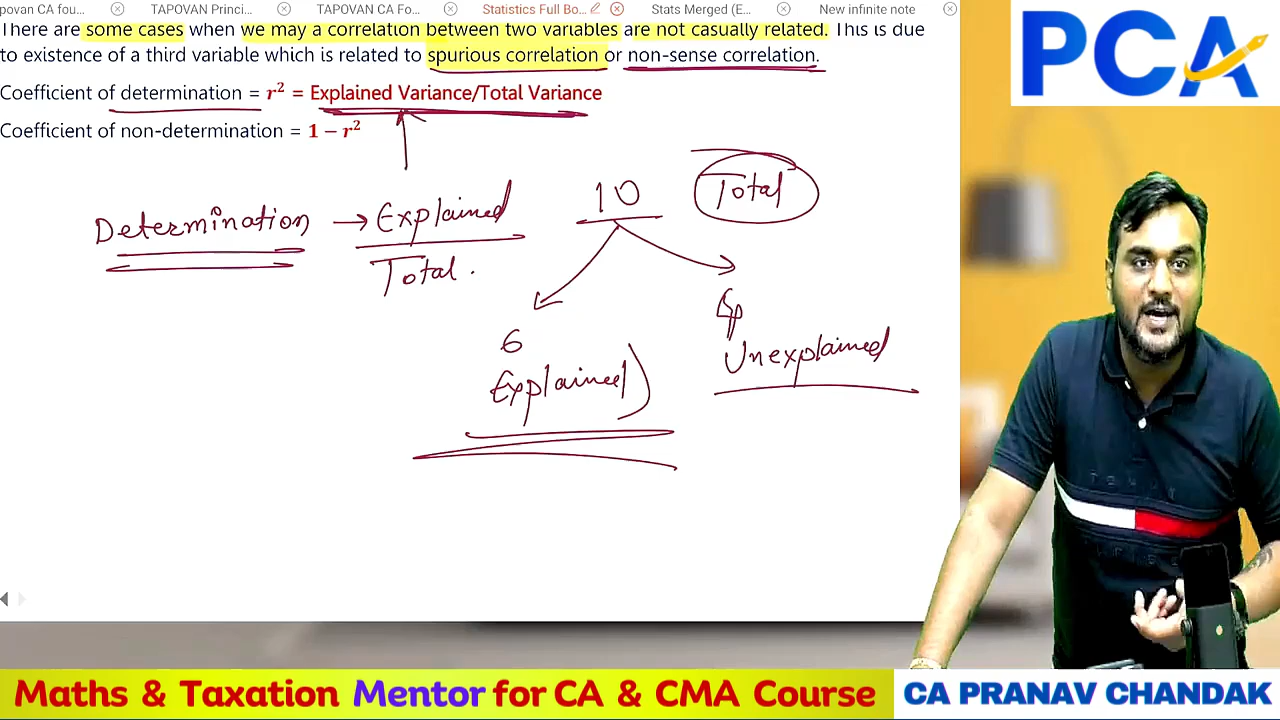 povan CA fou... TAPOVAN Princi... TAPOVAN CA Fo... Statistics Full Bo... Stats Merged (E... New infinite note
There are some cases when we may a correlation between two variables are not casually related. This is due
to existence of a third variable which is related to spurious correlation or non-sense correlation.
Coefficient of determination = r² = Explained Variance/Total Variance
Coefficient of non-determination = 1 − r²
Determination → Explained
Total.
10 Total
6
Explained)
4
Unexplained
PCA
Maths & Taxation Mentor for CA & CMA Course
CA PRANAV CHANDAK